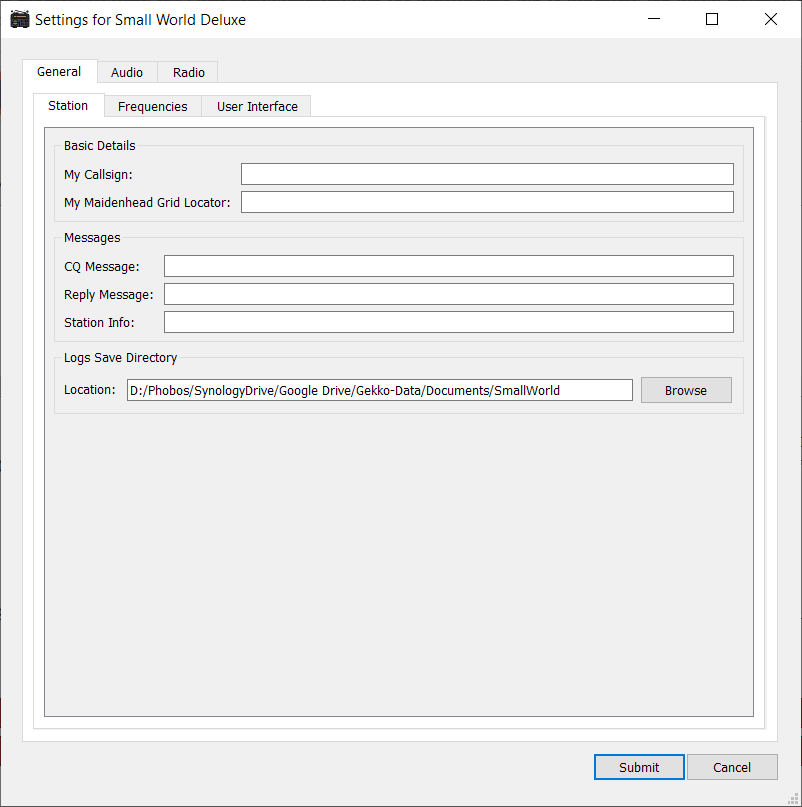 Settings for Small World Deluxe
General Audio Radio
Station Frequencies User Interface
Basic Details
My Callsign:
My Maidenhead Grid Locator:
Messages
CQ Message:
Reply Message:
Station Info:
Logs Save Directory
Location: D:/Phobos/SynologyDrive/Google Drive/Gekko-Data/Documents/SmallWorld Browse
Submit Cancel